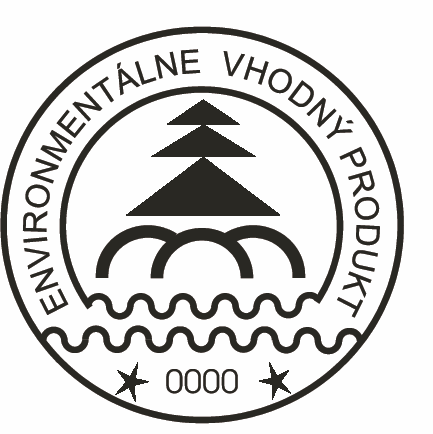 ENVIRONMENTÁLNE VHODNÝ PRODUKT
0000